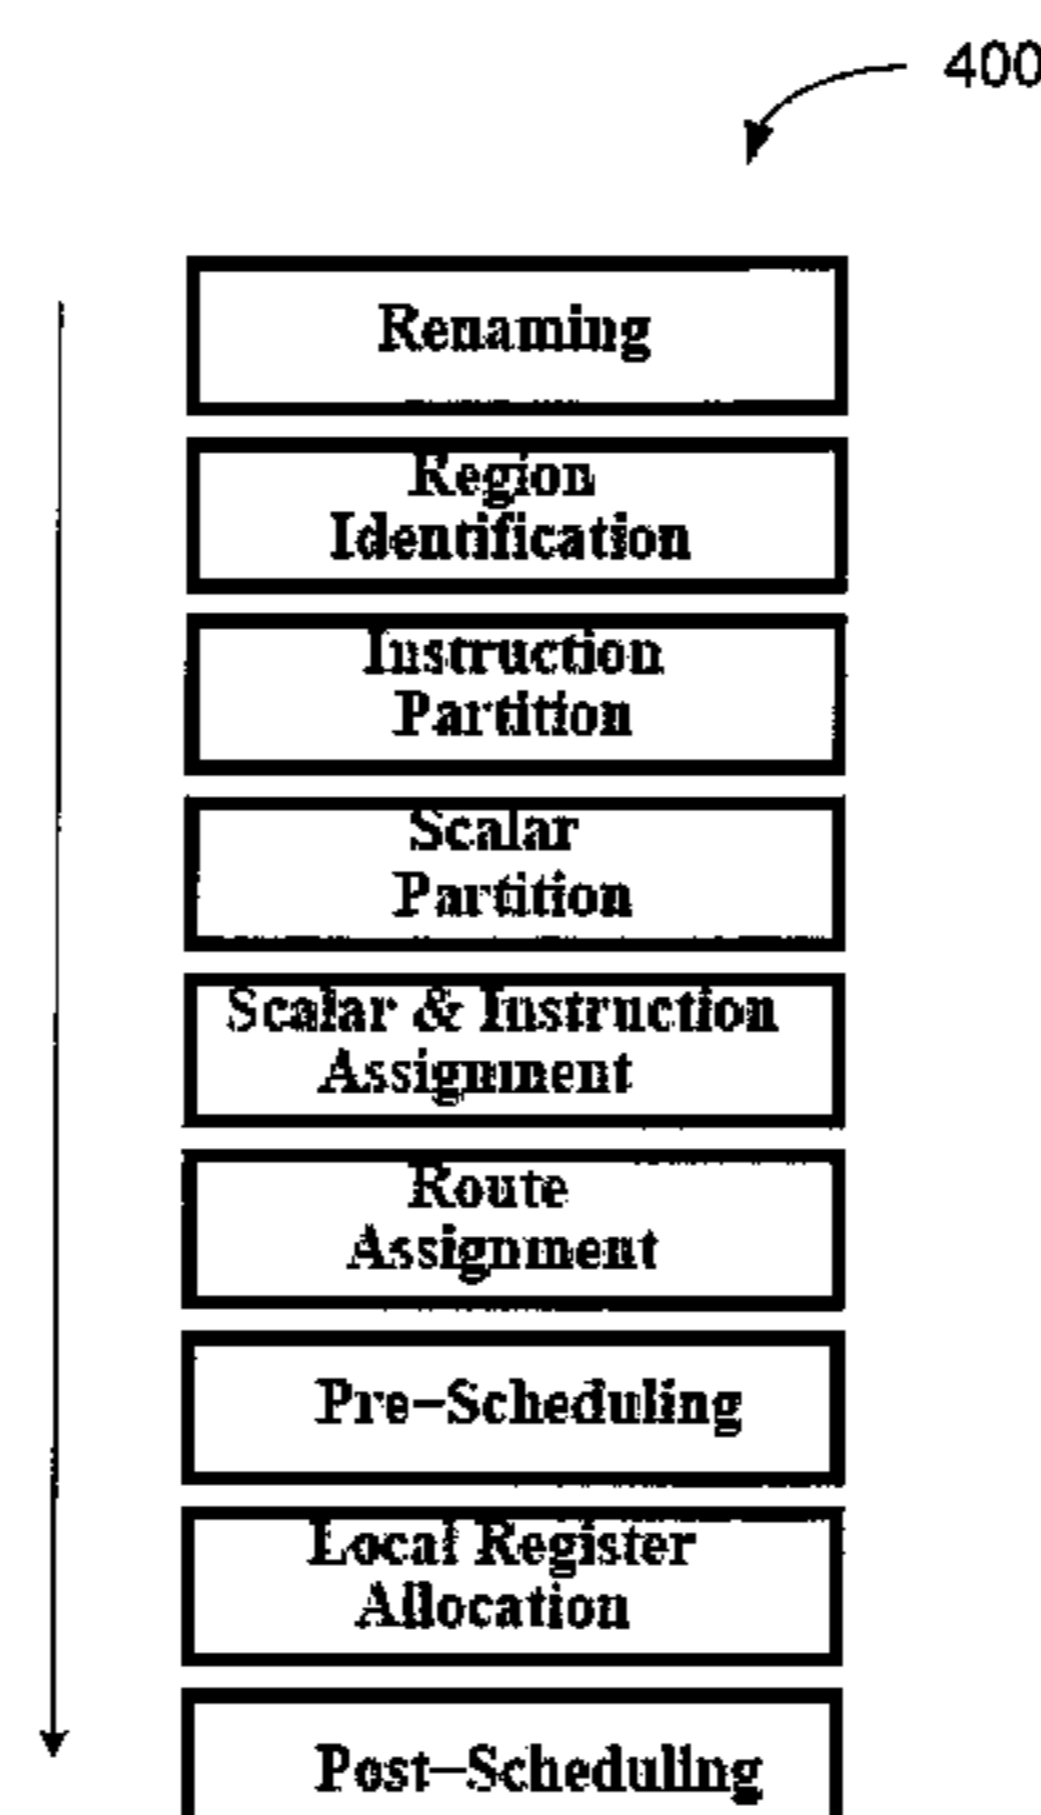 400
Renaming
Region
Identification
Instruction
Partition
Scalar
Partition
Scalar & Instruction
Assignment
Route
Assignment
Pre-Scheduling
Local Register
Allocation
Post-Scheduling